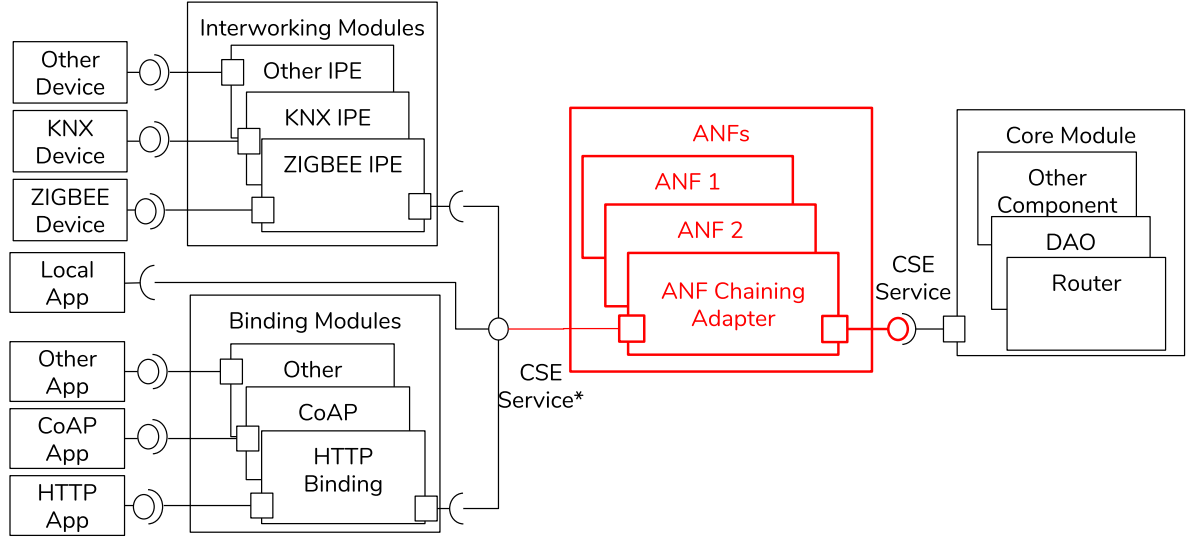 Interworking Modules
Other
Device
Other IPE
KNX
Device
KNX IPE
ZIGBEE
Device
ZIGBEE IPE
Local
App
Binding Modules
Other
App
Other
CoAP
App
CoAP
HTTP
App
HTTP
Binding
CSE
Service*
ANFs
ANF 1
ANF 2
ANF Chaining
Adapter
CSE
Service
Core Module
Other
Component
DAO
Router